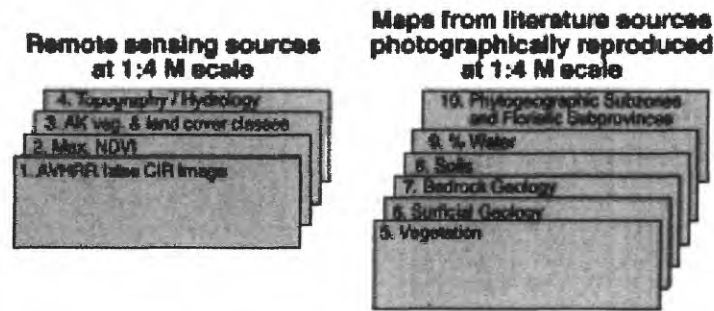 Remote sensing sources
at 1:4 M scale
4. Topography / Hydrology
3. AK veg. & land cover classes
2. Max. NDVI
1. AVHRR false CIR Image
Maps from literature sources
photographically reproduced
at 1:4 M scale
10. Phytogeographic Subzones
and Floristic Subprovinces
9. % Water
8. Soils
7. Bedrock Geology
6. Surficial Geology
5. Vegetation